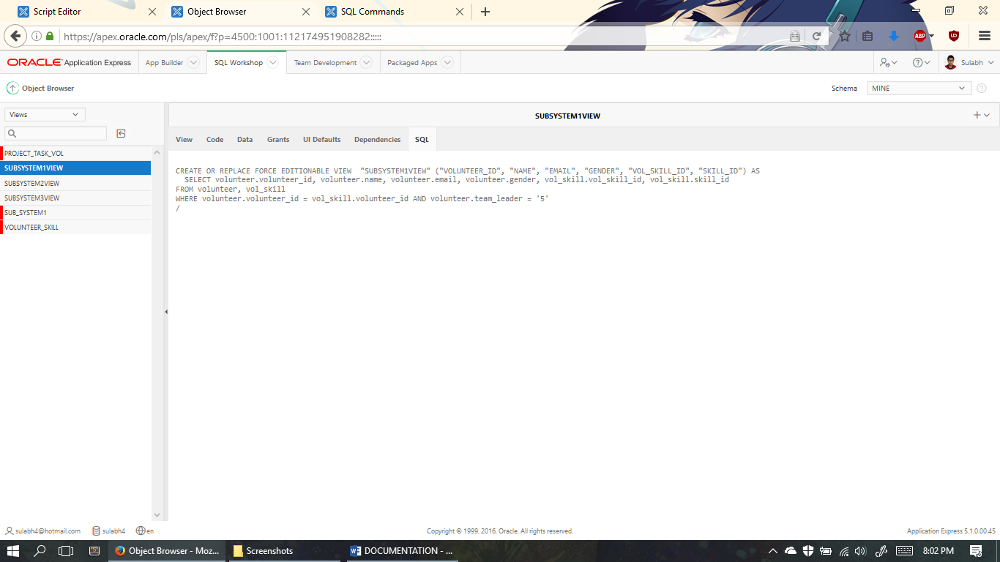 Script Editor
Object Browser
SQL Commands
https://apex.oracle.com/pls/apex/f?p=4500:1001:112174951908282:::::
ABP
ORACLE Application Express
App Builder
SQL Workshop
Team Development
Packaged Apps
Sulabh
Object Browser
Schema
MINE
Views
SUBSYSTEM1VIEW
View
Code
Data
Grants
UI Defaults
Dependencies
SQL
PROJECT_TASK_VOL
SUBSYSTEM1VIEW
SUBSYSTEM2VIEW
SUBSYSTEM3VIEW
SUB_SYSTEM1
VOLUNTEER_SKILL
CREATE OR REPLACE FORCE EDITIONABLE VIEW  "SUBSYSTEM1VIEW" ("VOLUNTEER_ID", "NAME", "EMAIL", "GENDER", "VOL_SKILL_ID", "SKILL_ID") AS
  SELECT volunteer.volunteer_id, volunteer.name, volunteer.email, volunteer.gender, vol_skill.vol_skill_id, vol_skill.skill_id
FROM volunteer, vol_skill
WHERE volunteer.volunteer_id = vol_skill.volunteer_id AND volunteer.team_leader = '5'
/
sulabh4@hotmail.com
sulabh4
en
Copyright © 1999, 2016, Oracle. All rights reserved.
Application Express 5.1.0.00.45
Object Browser - Moz...
Screenshots
DOCUMENTATION - ...
8:02 PM